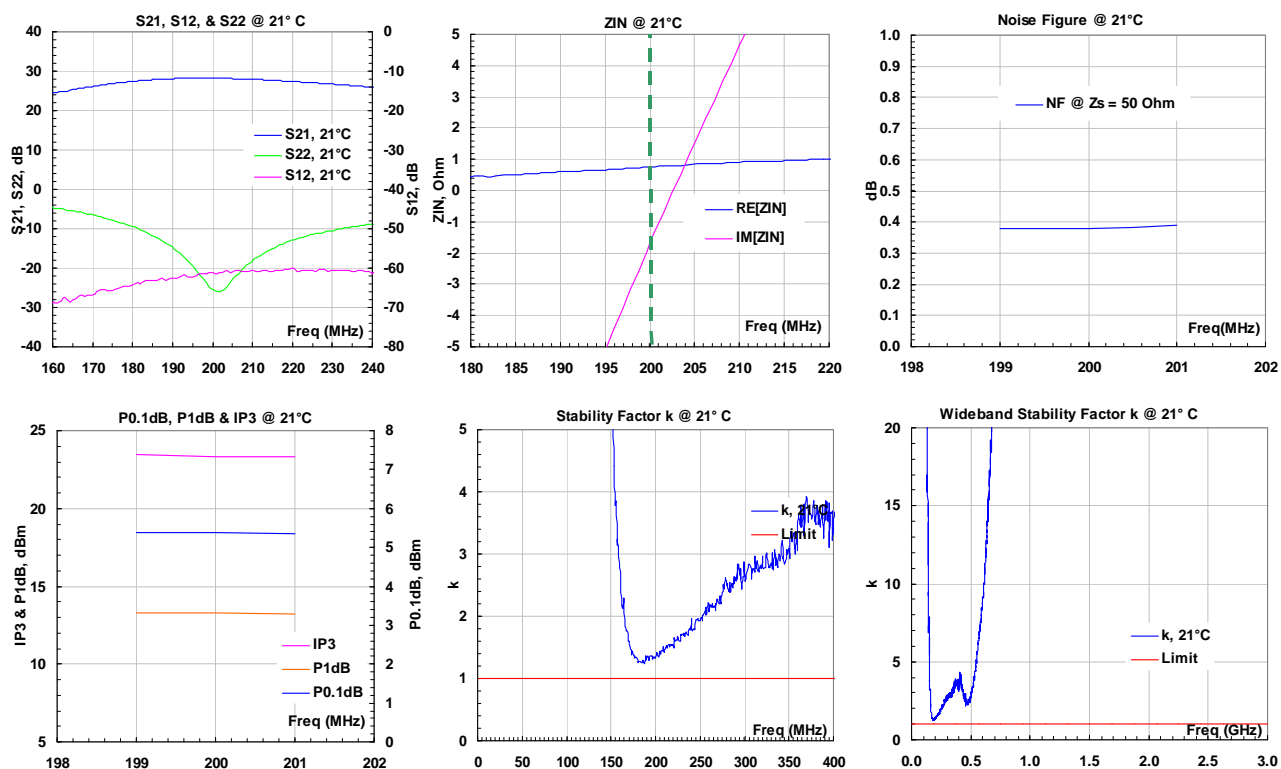 S21, S12, & S22 @ 21° C
40
30
20
10
0
-10
-20
-30
-40
S21, S22, dB
0
-10
-20
-30
-40
-50
-60
-70
-80
S12, dB
S21, 21°C
S22, 21°C
S12, 21°C
Freq (MHz)
160 170 180 190 200 210 220 230 240
ZIN @ 21°C
5
4
3
2
1
0
-1
-2
-3
-4
-5
ZIN, Ohm
RE[ZIN]
IM[ZIN]
Freq (MHz)
180 185 190 195 200 205 210 215 220
Noise Figure @ 21°C
1.0
0.9
0.8
0.7
0.6
0.5
0.4
0.3
0.2
0.1
0.0
dB
NF @ Zs = 50 Ohm
Freq(MHz)
198 199 200 201 202
P0.1dB, P1dB & IP3 @ 21°C
25
20
15
10
5
IP3 & P1dB, dBm
8
7
6
5
4
3
2
1
0
P0.1dB, dBm
IP3
P1dB
P0.1dB
Freq (MHz)
198 199 200 201 202
Stability Factor k @ 21° C
5
4
3
2
1
0
k
k, 21°C
Limit
Freq (MHz)
0 50 100 150 200 250 300 350 400
Wideband Stability Factor k @ 21° C
20
15
10
5
0
k
k, 21°C
Limit
Freq (GHz)
0.0 0.5 1.0 1.5 2.0 2.5 3.0